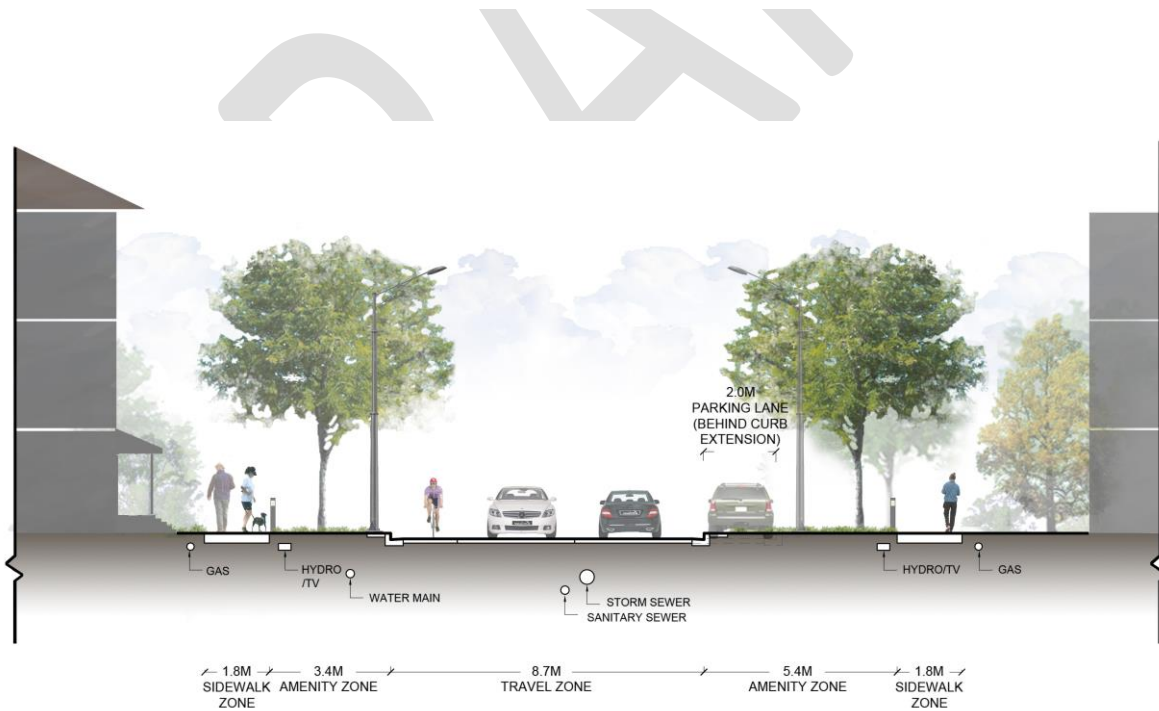 2.0M
PARKING LANE
(BEHIND CURB
EXTENSION)
GAS
HYDRO
/TV
WATER MAIN
STORM SEWER
SANITARY SEWER
HYDRO/TV
GAS
1.8M
SIDEWALK
ZONE
3.4M
AMENITY ZONE
8.7M
TRAVEL ZONE
5.4M
AMENITY ZONE
1.8M
SIDEWALK
ZONE